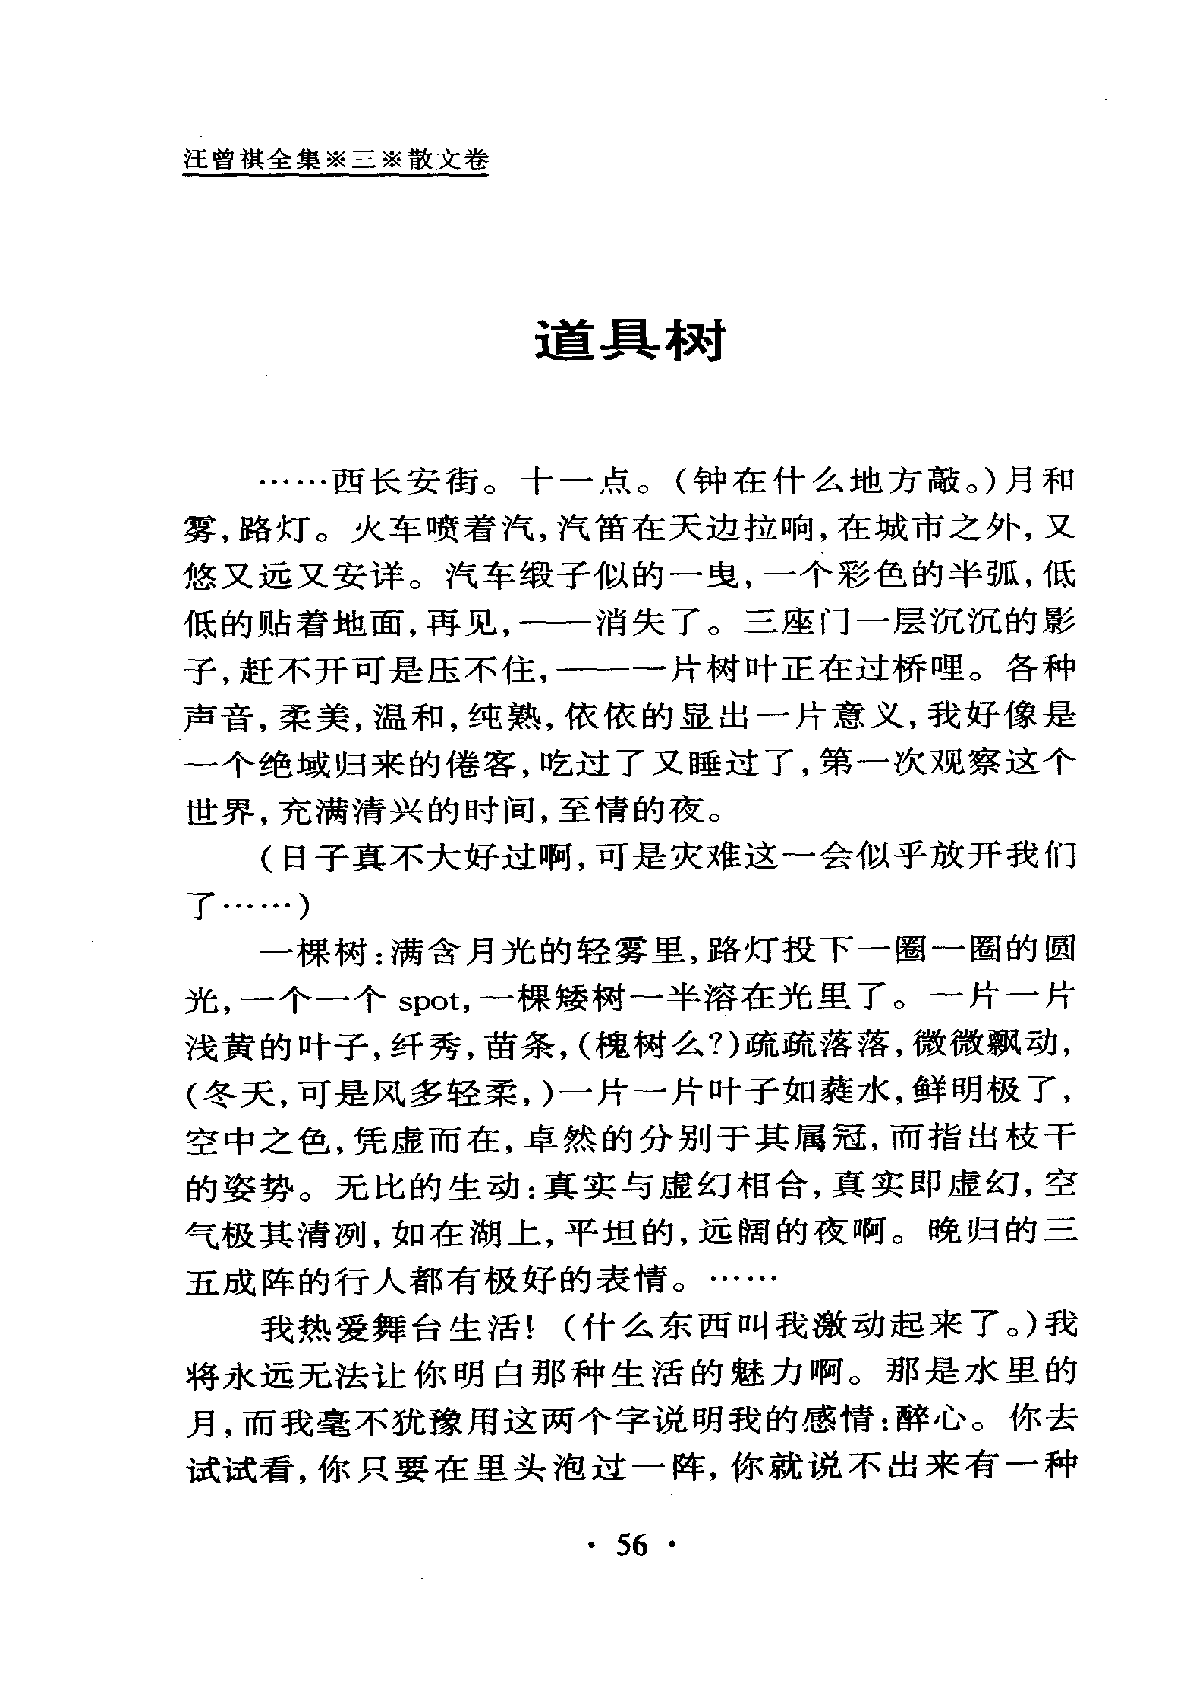 汪曾祺全集※三※散文卷
道具树
……西长安街。十一点。(钟在什么地方敲。)月和
雾,路灯。火车喷着汽,汽笛在天边拉响,在城市之外,又
悠又远又安详。汽车缎子似的一曳,一个彩色的半弧,低
低的贴着地面,再见,——消失了。三座门一层沉沉的影
子,赶不开可是压不住,———片树叶正在过桥哩。各种
声音,柔美,温和,纯熟,依依的显出一片意义,我好像是
一个绝域归来的倦客,吃过了又睡过了,第一次观察这个
世界,充满清兴的时间,至情的夜。
(日子真不大好过啊,可是灾难这一会似乎放开我们
了……)
一棵树:满含月光的轻雾里,路灯投下一圈一圈的圆
光,一个一个 spot,一棵矮树一半溶在光里了。一片一片
浅黄的叶子,纤秀,苗条,(槐树么?)疏疏落落,微微飘动,
(冬天,可是风多轻柔,)一片一片叶子如蕤水,鲜明极了,
空中之色,凭虚而在,卓然的分别于其属冠,而指出枝干
的姿势。无比的生动:真实与虚幻相合,真实即虚幻,空
气极其清冽,如在湖上,平坦的,远阔的夜啊。晚归的三
五成阵的行人都有极好的表情。……
我热爱舞台生活!(什么东西叫我激动起来了。)我
将永远无法让你明白那种生活的魅力啊。那是水里的
月,而我毫不犹豫用这两个字说明我的感情:醉心。你去
试试看,你只要在里头泡过一阵,你就说不出来有一种
· 56 ·